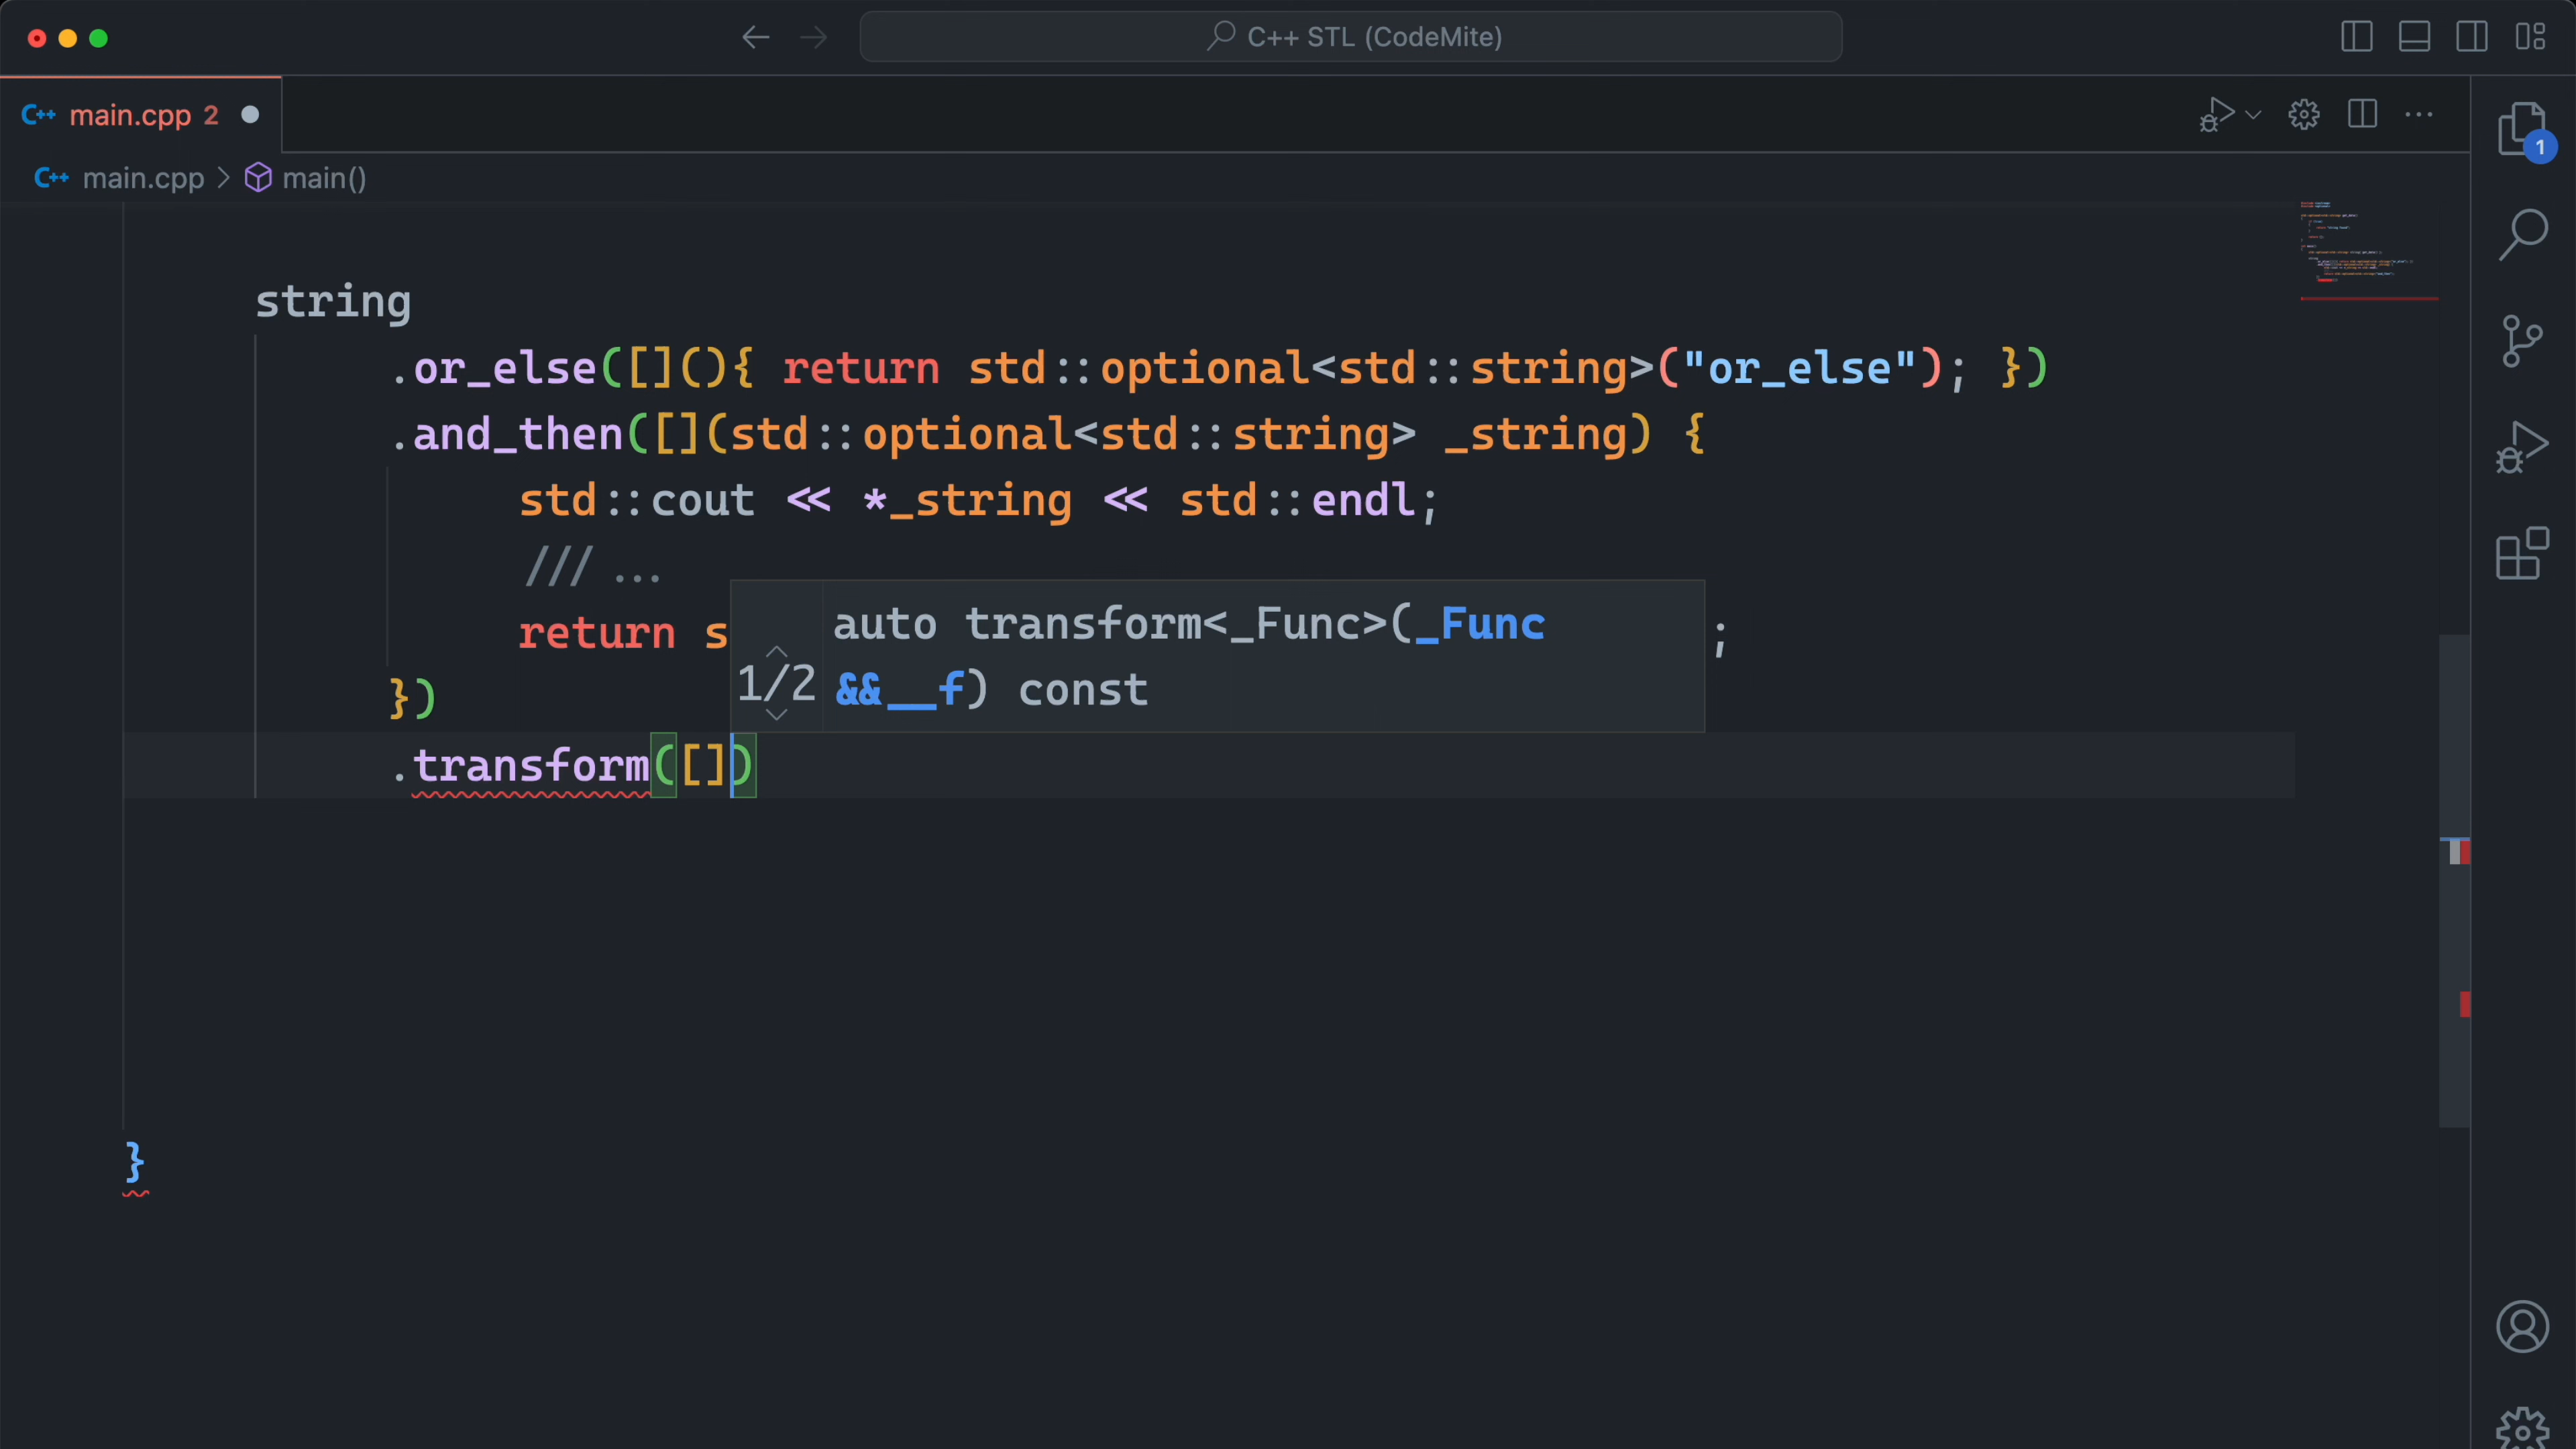 C++ STL (CodeMite)
C++ main.cpp 2
C++ main.cpp > main()
1
string
.or_else([](){ return std::optional<std::string>("or_else"); })
.and_then([](std::optional<std::string> _string) {
std::cout << *_string << std::endl;
/// ...
return s ;
auto transform<_Func>(_Func
1/2 &&__f) const
})
.transform([])
}